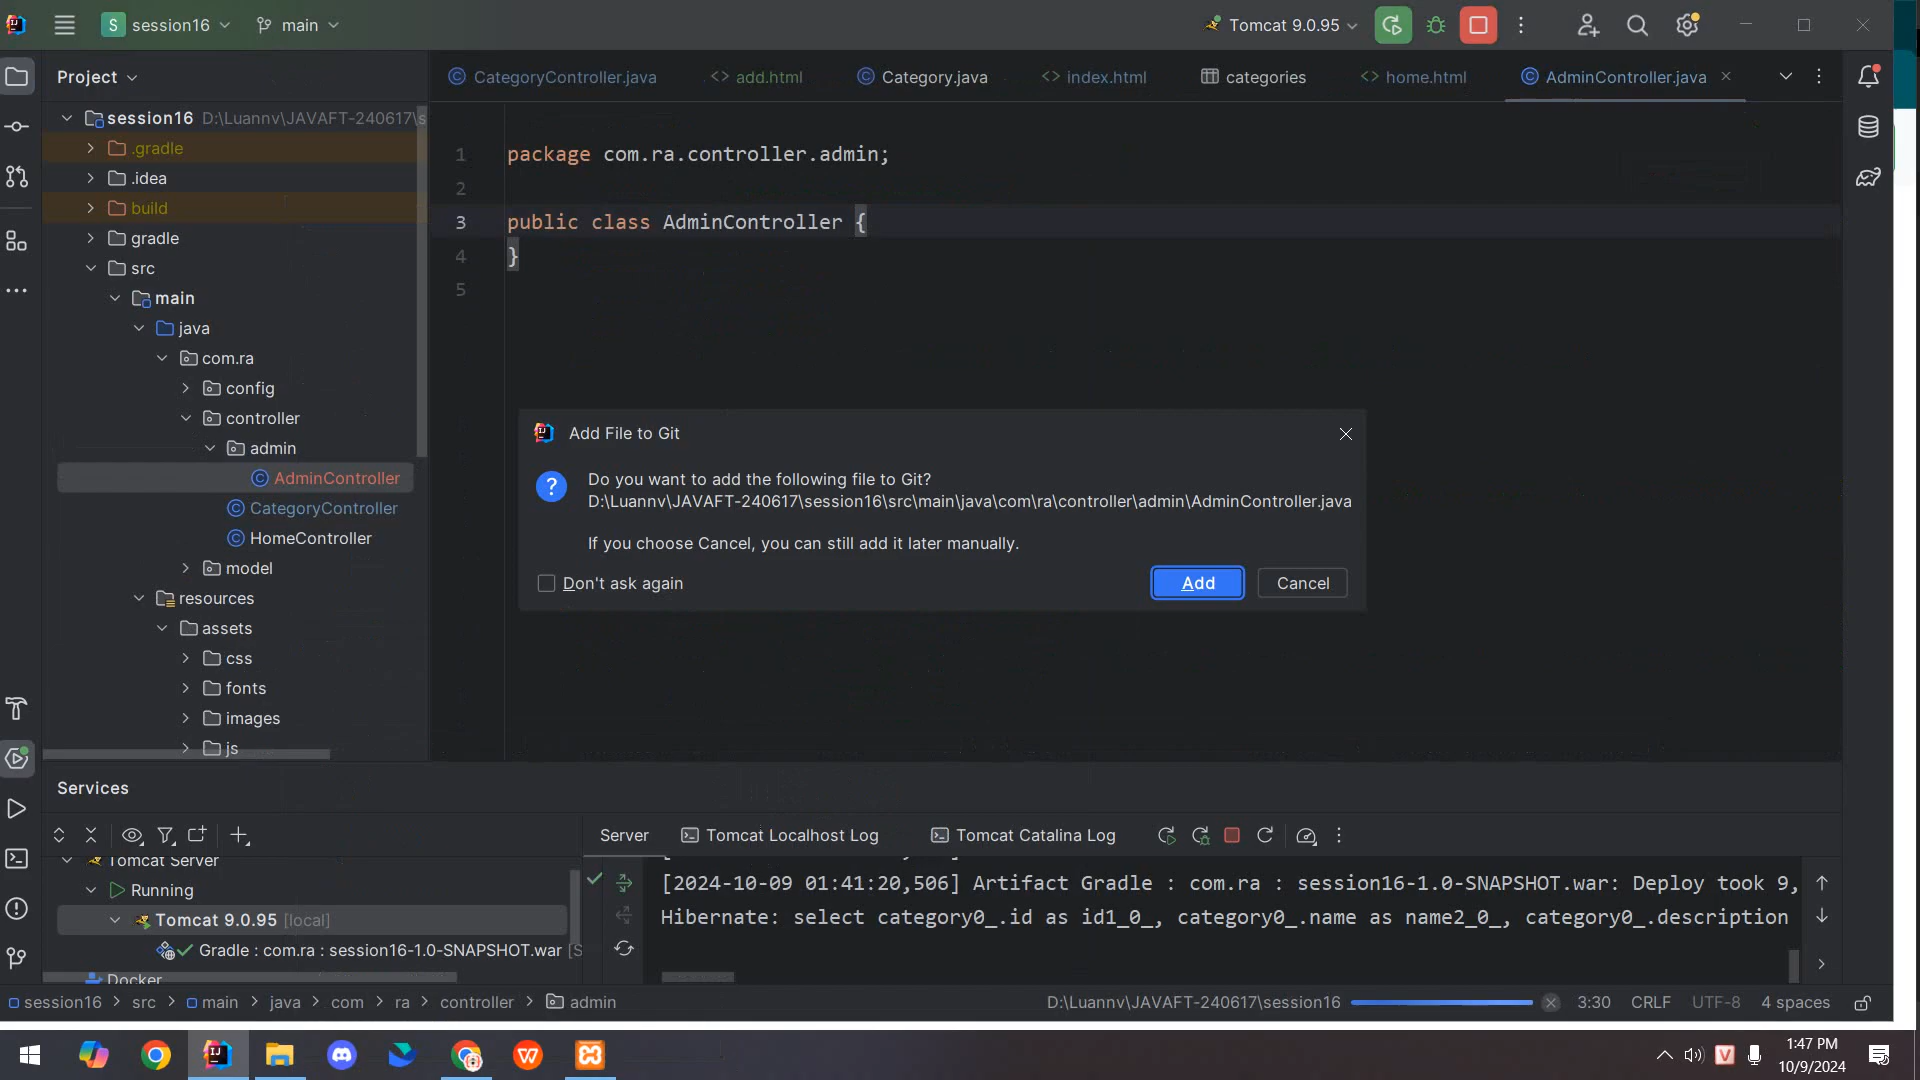 S session16 main Tomcat 9.0.95
Project
CategoryController.java add.html Category.java index.html categories home.html AdminController.java
session16 D:\Luannv\JAVAFT-240617\s
.gradle
.idea
build
gradle
src
main
java
com.ra
config
controller
admin
AdminController
CategoryController
HomeController
model
resources
assets
css
fonts
images
js
1 package com.ra.controller.admin;
2
3 public class AdminController {
4 }
5
Add File to Git
Do you want to add the following file to Git?
D:\Luannv\JAVAFT-240617\session16\src\main\java\com\ra\controller\admin\AdminController.java
If you choose Cancel, you can still add it later manually.
Don't ask again Add Cancel
Services
Server Tomcat Localhost Log Tomcat Catalina Log
Tomcat Server
Running
Tomcat 9.0.95 [local]
Gradle : com.ra : session16-1.0-SNAPSHOT.war [S
Docker
[2024-10-09 01:41:20,506] Artifact Gradle : com.ra : session16-1.0-SNAPSHOT.war: Deploy took 9,
Hibernate: select category0_.id as id1_0_, category0_.name as name2_0_, category0_.description
session16 > src > main > java > com > ra > controller > admin D:\Luannv\JAVAFT-240617\session16 3:30 CRLF UTF-8 4 spaces
1:47 PM
10/9/2024